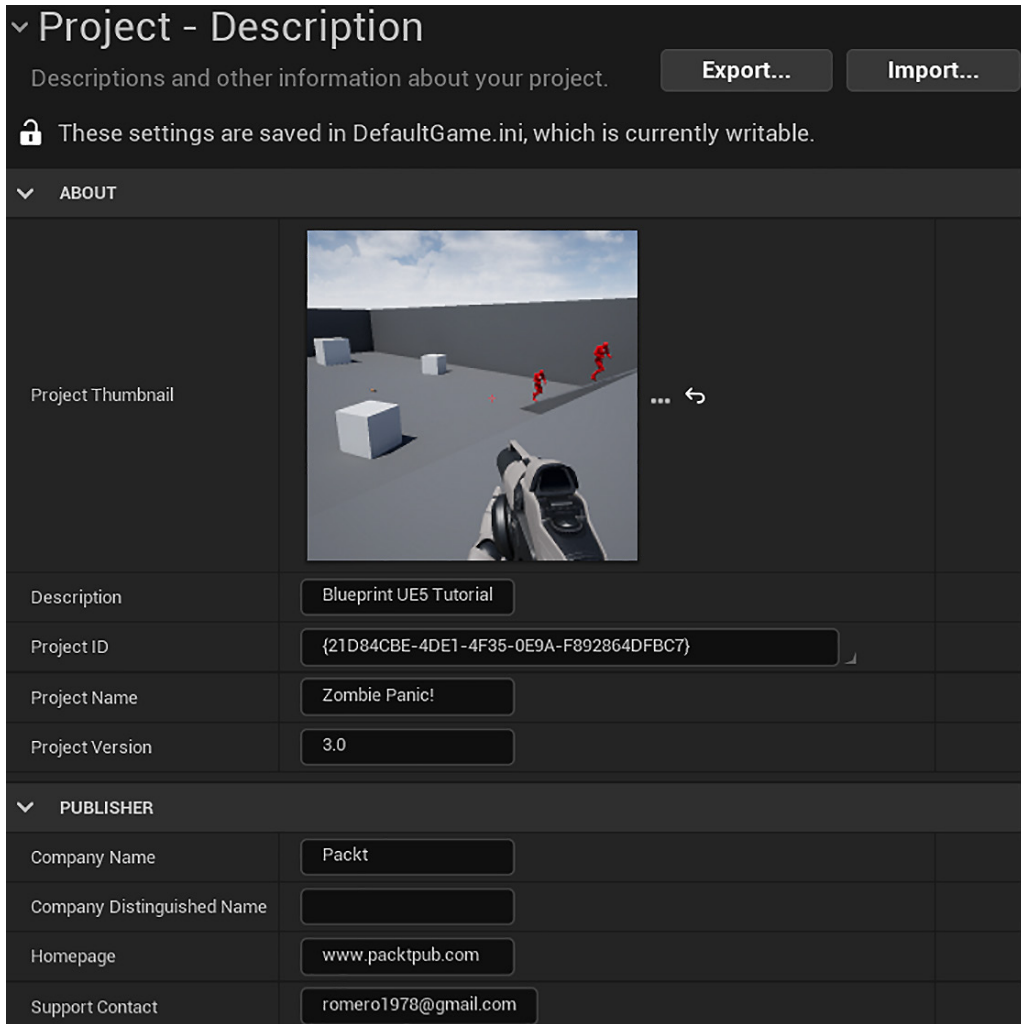 Project - Description
Descriptions and other information about your project.
Export...
Import...
These settings are saved in DefaultGame.ini, which is currently writable.
ABOUT
Project Thumbnail
Description
Blueprint UE5 Tutorial
Project ID
{21D84CBE-4DE1-4F35-0E9A-F892864DFBC7}
Project Name
Zombie Panic!
Project Version
3.0
PUBLISHER
Company Name
Packt
Company Distinguished Name
Homepage
www.packtpub.com
Support Contact
romero1978@gmail.com